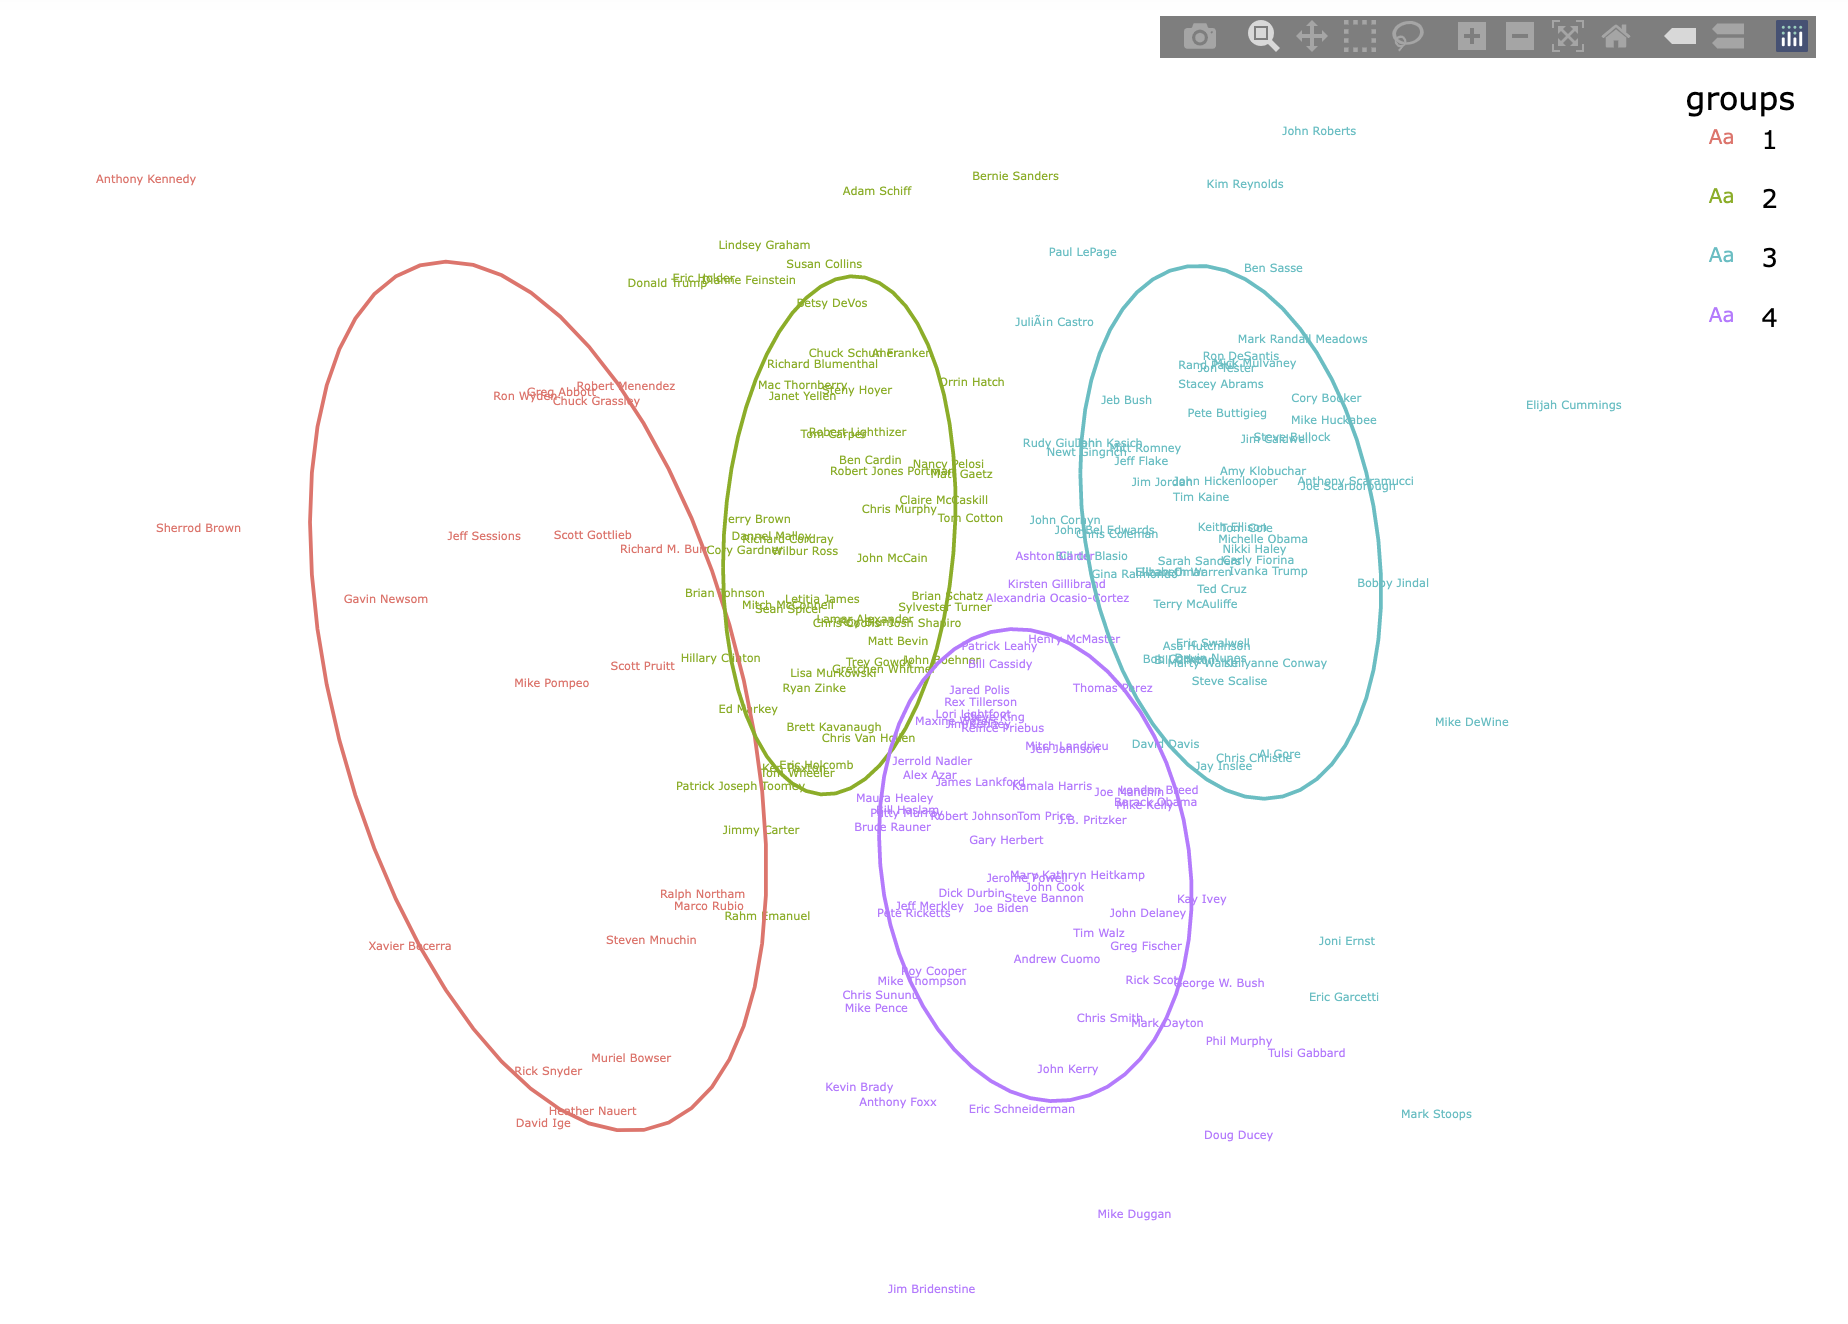 groups
Aa 1
Aa 2
Aa 3
Aa 4
John Roberts
Anthony Kennedy
Bernie Sanders
Kim Reynolds
Adam Schiff
Lindsey Graham
Paul LePage
Susan Collins
Ben Sasse
Eric Holder
Dianne Feinstein
Donald Trump
Betsy DeVos
JuliÃ¡n Castro
Mark Randall Meadows
Chuck Schumer
Al Franken
Ron DeSantis
Richard Blumenthal
Rand Paul
Mick Mulvaney
Jon Tester
Orrin Hatch
Mac Thornberry
Stacey Abrams
Robert Menendez
Steny Hoyer
Greg Abbott
Ron Wyden
Janet Yellen
Cory Booker
Chuck Grassley
Jeb Bush
Elijah Cummings
Pete Buttigieg
Mike Huckabee
Robert Lighthizer
Tom Carper
Steve Bullock
Jim Caldwell
Rudy Giuliani
John Kasich
Mitt Romney
Newt Gingrich
Ben Cardin
Jeff Flake
Nancy Pelosi
Robert Jones Portman
Matt Gaetz
Amy Klobuchar
Jim Jordan
John Hickenlooper
Anthony Scaramucci
Joe Scarborough
Tim Kaine
Claire McCaskill
Chris Murphy
Tom Cotton
Jerry Brown
John Cornyn
Sherrod Brown
Keith Ellison
Tom Cole
John Bel Edwards
Chris Coleman
Jeff Sessions
Scott Gottlieb
Dannel Malloy
Richard Cordray
Michelle Obama
Richard M. Burr
Cory Gardner
Wilbur Ross
Nikki Haley
John McCain
Ashton Carter
Bill de Blasio
Sarah Sanders
Carly Fiorina
Gina Raimondo
Elizabeth Warren
Ivanka Trump
Kirsten Gillibrand
Bobby Jindal
Ted Cruz
Brian Johnson
Gavin Newsom
Letitia James
Brian Schatz
Alexandria Ocasio-Cortez
Mitch McConnell
Sean Spicer
Sylvester Turner
Terry McAuliffe
Lamar Alexander
Chris Coons
Josh Shapiro
Matt Bevin
Henry McMaster
Patrick Leahy
Eric Swalwell
Asa Hutchinson
Hillary Clinton
Trey Gowdy
John Boehner
Devin Nunes
Scott Pruitt
Gretchen Whitmer
Bill Cassidy
Marty Walsh
Kellyanne Conway
Lisa Murkowski
Mike Pompeo
Ryan Zinke
Jared Polis
Thomas Perez
Steve Scalise
Rex Tillerson
Ed Markey
Lori Lightfoot
Steve King
Maxine Waters
Reince Priebus
Brett Kavanaugh
Mike DeWine
Chris Van Hollen
Mitch Landrieu
Jeh Johnson
David Davis
Al Gore
Chris Christie
Jerrold Nadler
Jay Inslee
Eric Holcomb
Ken Paxton
Tom Wheeler
Alex Azar
Patrick Joseph Toomey
James Lankford
Kamala Harris
Joe Manchin
London Breed
Maura Healey
Barack Obama
Mike Kelly
Bill Haslam
Patty Murray
Robert Johnson
Tom Price
J.B. Pritzker
Bruce Rauner
Jimmy Carter
Gary Herbert
Mary Kathryn Heitkamp
Jerome Powell
John Cook
Ralph Northam
Dick Durbin
Steve Bannon
Kay Ivey
Marco Rubio
Jeff Merkley
Joe Biden
Rahm Emanuel
Pete Ricketts
John Delaney
Tim Walz
Steven Mnuchin
Joni Ernst
Xavier Becerra
Greg Fischer
Andrew Cuomo
Roy Cooper
Mike Thompson
Rick Scott
George W. Bush
Chris Sununu
Eric Garcetti
Mike Pence
Chris Smith
Mark Dayton
Phil Murphy
Tulsi Gabbard
Muriel Bowser
Rick Snyder
John Kerry
Kevin Brady
Anthony Foxx
Heather Nauert
Eric Schneiderman
Mark Stoops
David Ige
Doug Ducey
Mike Duggan
Jim Bridenstine